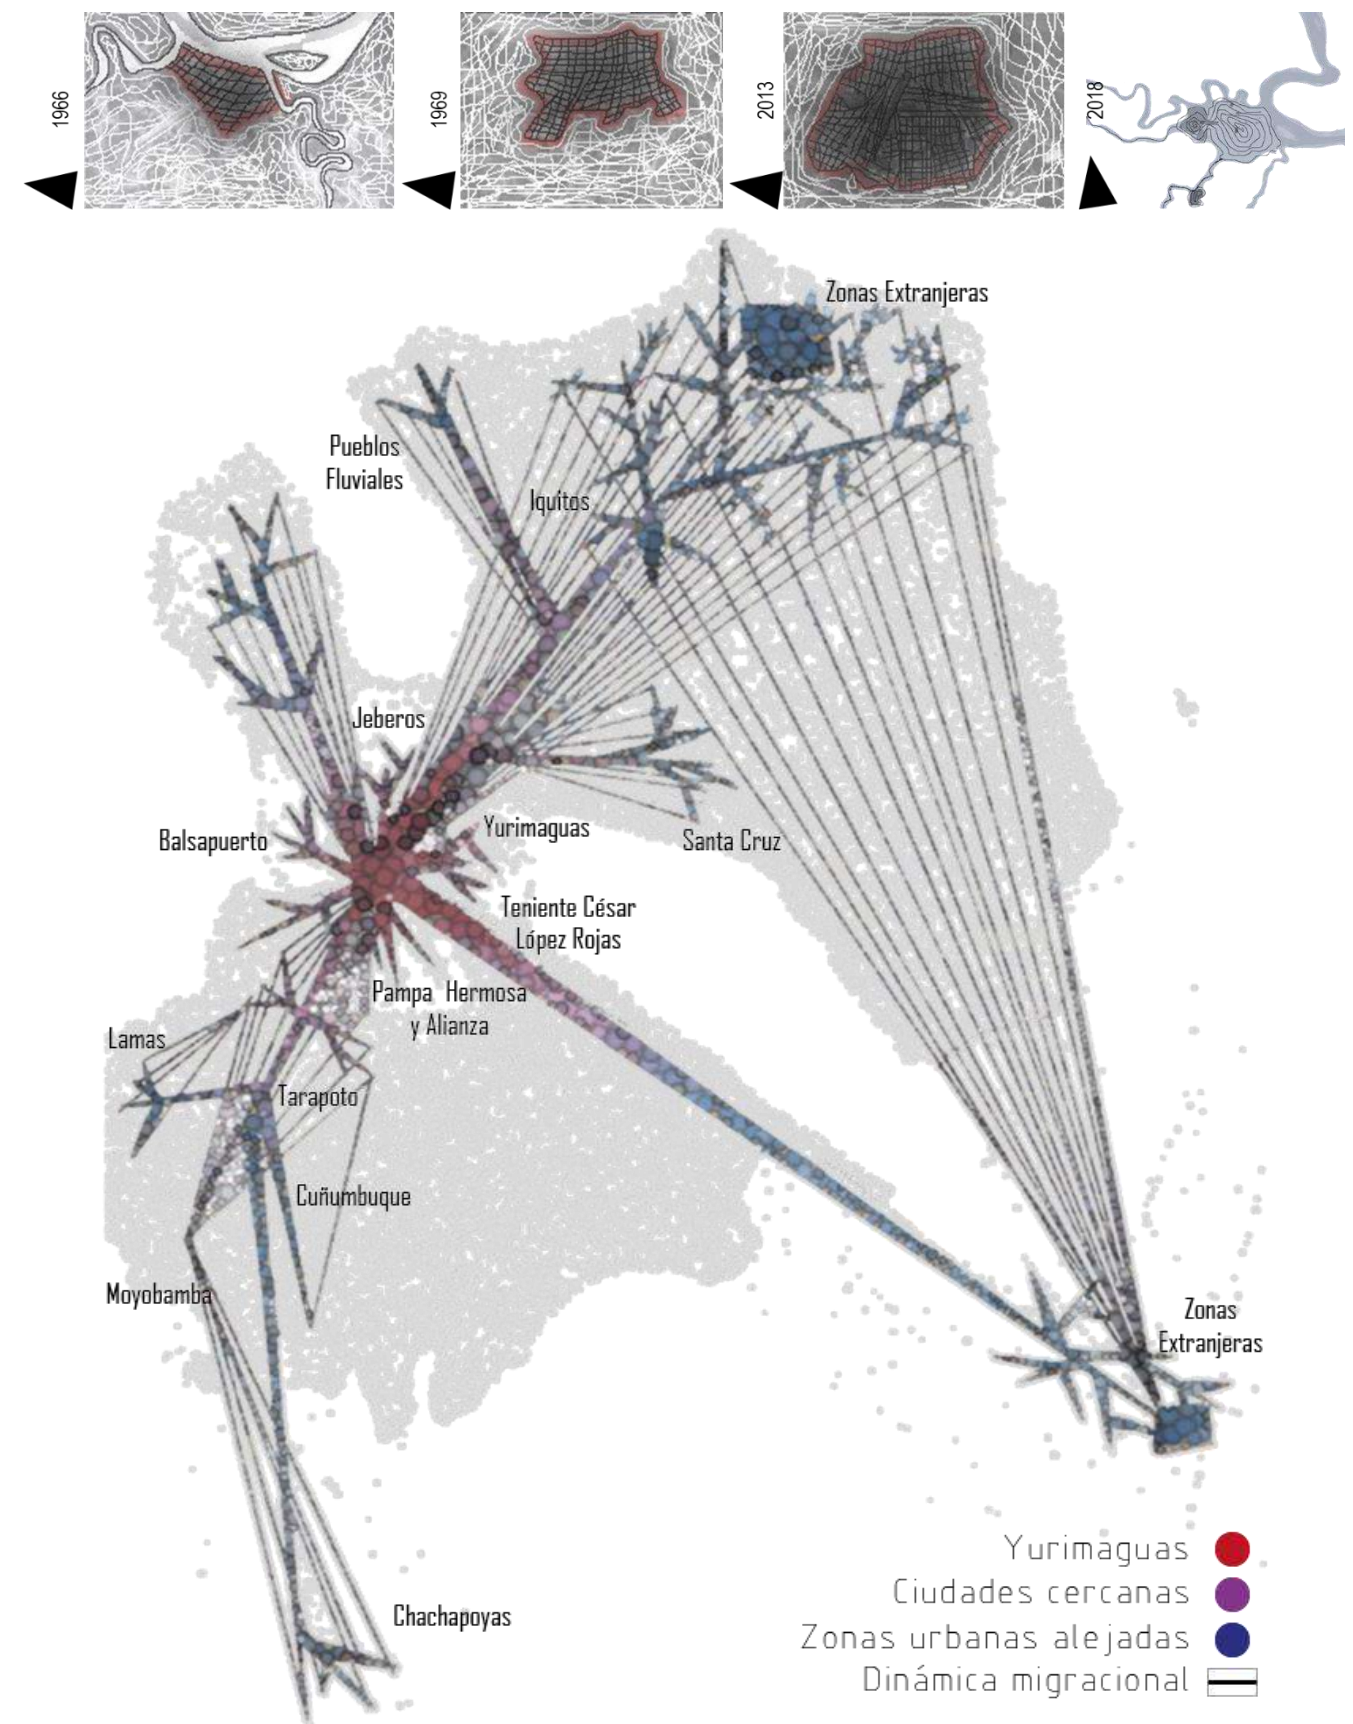 1966
1969
2013
2018
Zonas Extranjeras
Pueblos
Fluviales
Iquitos
Jeberos
Balsapuerto
Yurimaguas
Santa Cruz
Teniente César
López Rojas
Pampa Hermosa
y Alianza
Lamas
Tarapoto
Cuñumbuque
Moyobamba
Zonas
Extranjeras
Chachapoyas
Yurimaguas
Ciudades cercanas
Zonas urbanas alejadas
Dinámica migracional